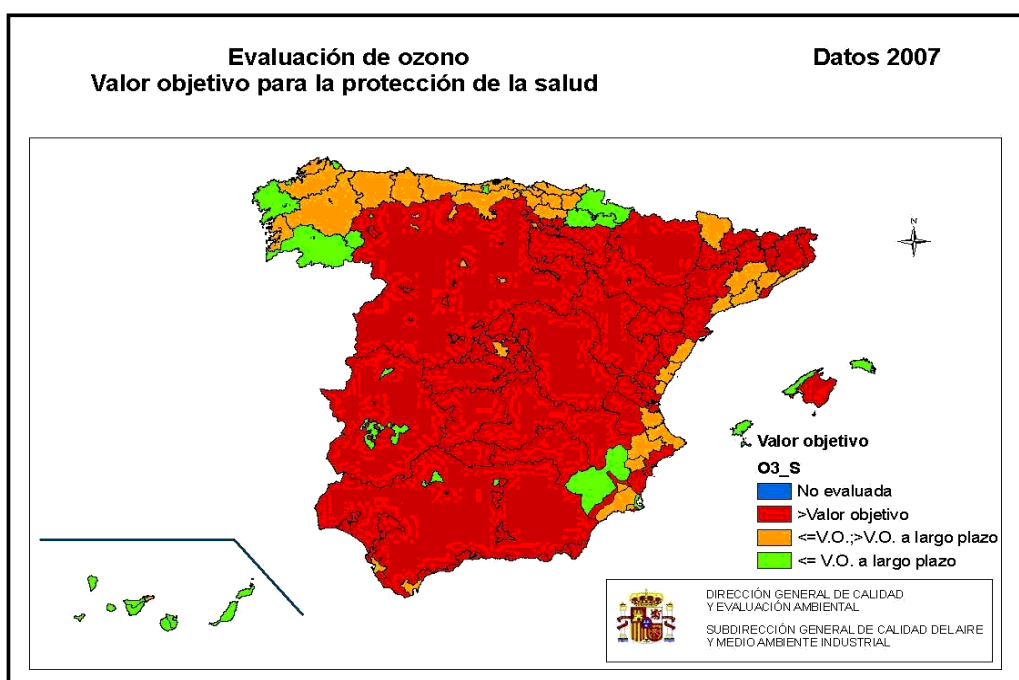 Evaluación de ozono
Valor objetivo para la protección de la salud
Datos 2007
N
Valor objetivo
O3_S
No evaluada
>Valor objetivo
<=V.O.;>V.O. a largo plazo
<= V.O. a largo plazo
DIRECCIÓN GENERAL DE CALIDAD
Y EVALUACIÓN AMBIENTAL
SUBDIRECCIÓN GENERAL DE CALIDAD DEL AIRE
Y MEDIO AMBIENTE INDUSTRIAL